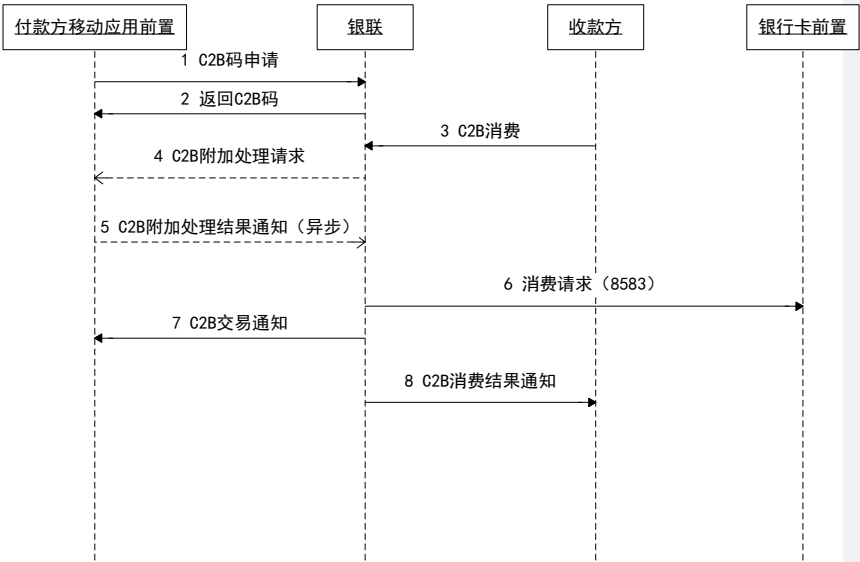 付款方移动应用前置
银联
收款方
银行卡前置
1 C2B码申请
2 返回C2B码
3 C2B消费
4 C2B附加处理请求
5 C2B附加处理结果通知（异步）
6 消费请求（8583）
7 C2B交易通知
8 C2B消费结果通知